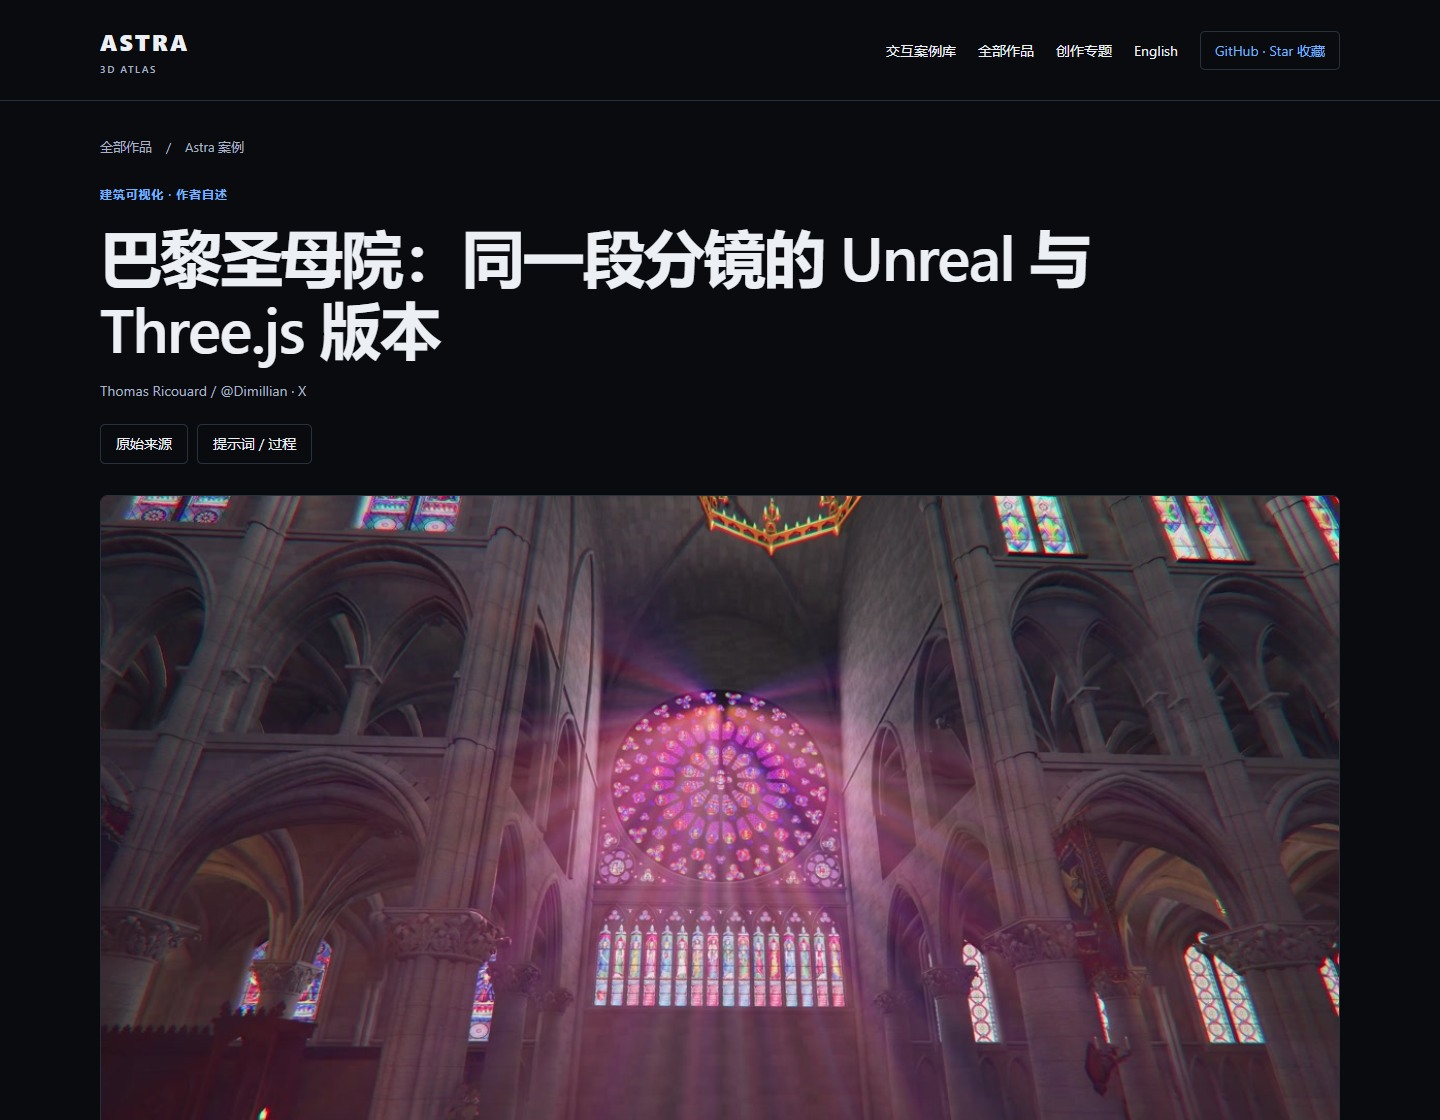 ASTRA
3D ATLAS
交互案例库
全部作品
创作专题
English
GitHub · Star 收藏
全部作品 / Astra 案例
建筑可视化 · 作者自述
巴黎圣母院：同一段分镜的 Unreal 与
Three.js 版本
Thomas Ricouard / @Dimillian · X
原始来源
提示词 / 过程